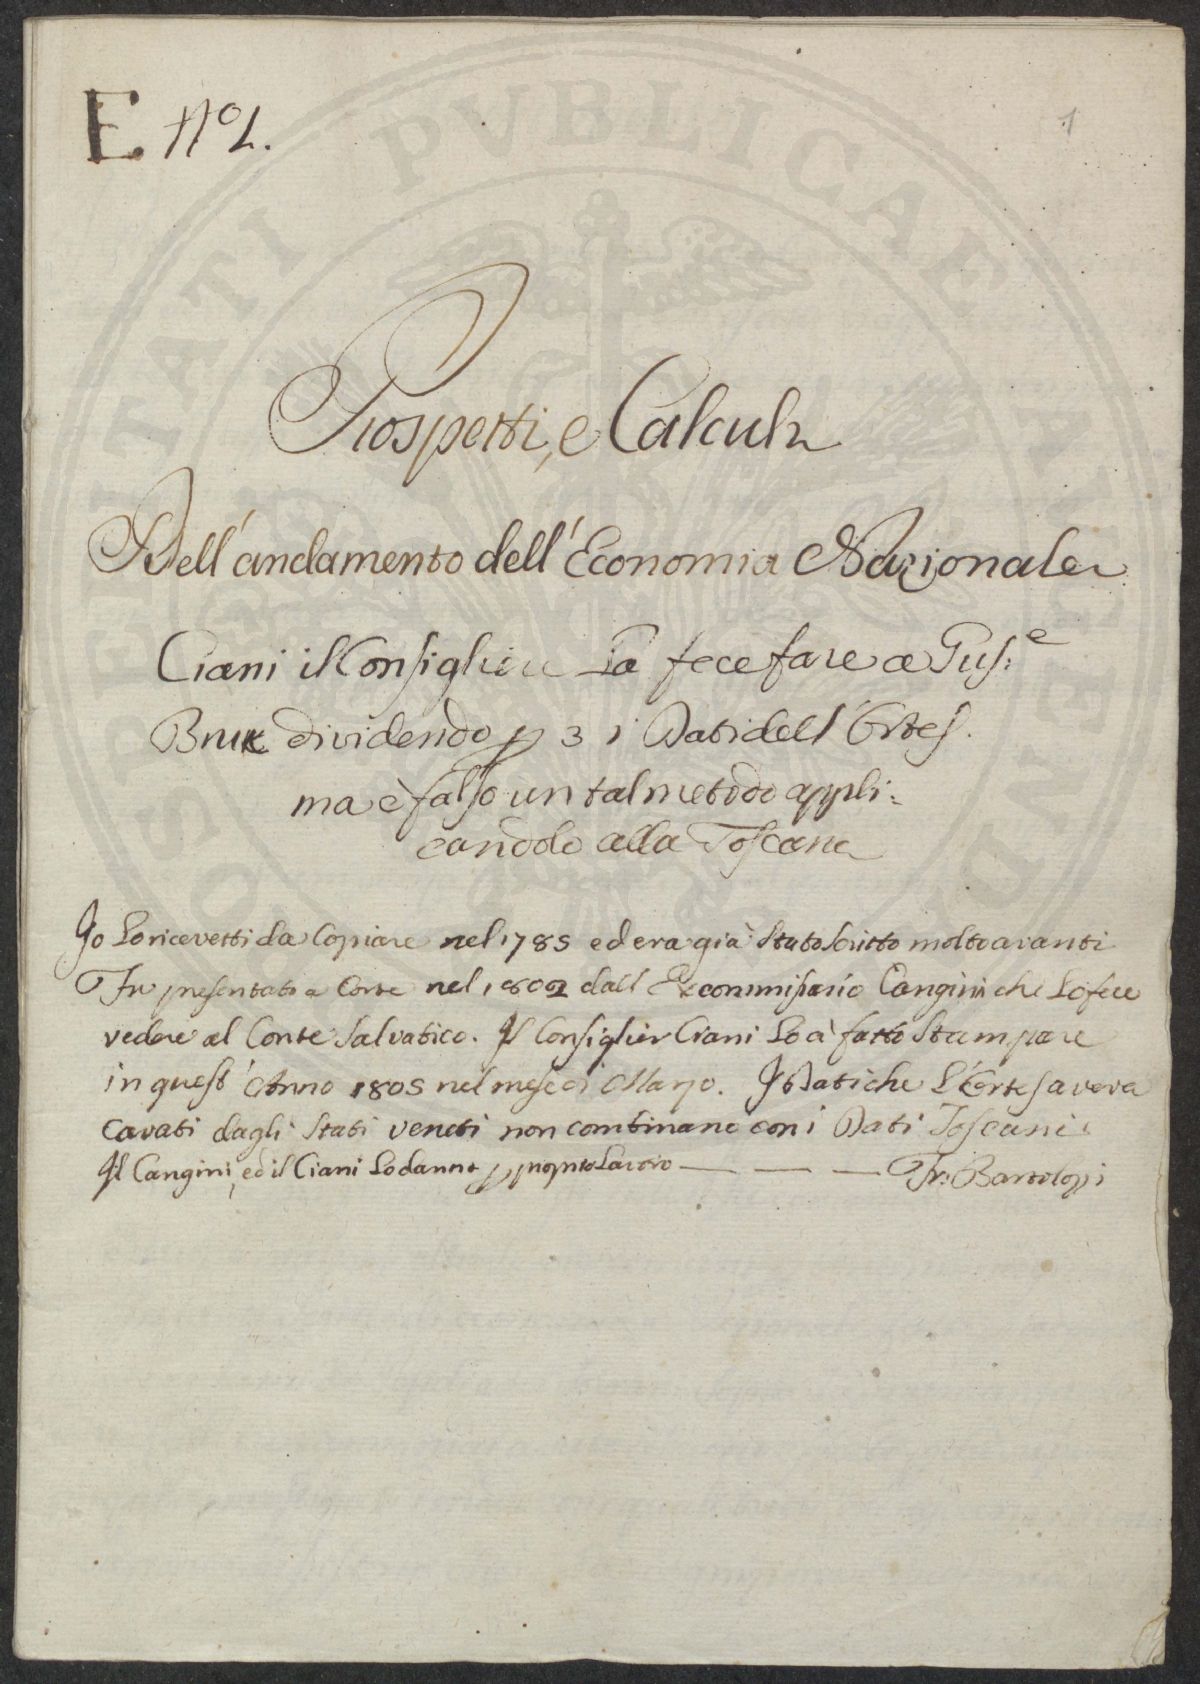 E N° 2.
1
Prospetti, e Calculi
Dell'andamento dell'Economia Nazionale
Ciani il Consiglier La fece fare a Gius:e
Bruk dividendo p 3 i Dati dell'Ortes.
ma è falso un tal metodo appli:
candolo alla Toscana
Io Lo ricevetti da Copiare nel 1785 ed era già Stato Scritto molto avanti
Fu presentato a Corte nel 1802 dall'Excommissario Cangini che Lo fece
vedere al Conte Salvatico. Il Consiglier Ciani Lo à fatto Stampare
in quest'Anno 1805 nel mese di Marzo. I Dati che L'Ortes aveva
cavati dagli Stati veneti non combinano con i Dati Toscani
Il Cangini, ed il Ciani Lo danno p proprio Lavoro — — — Fr: Bartolozzi